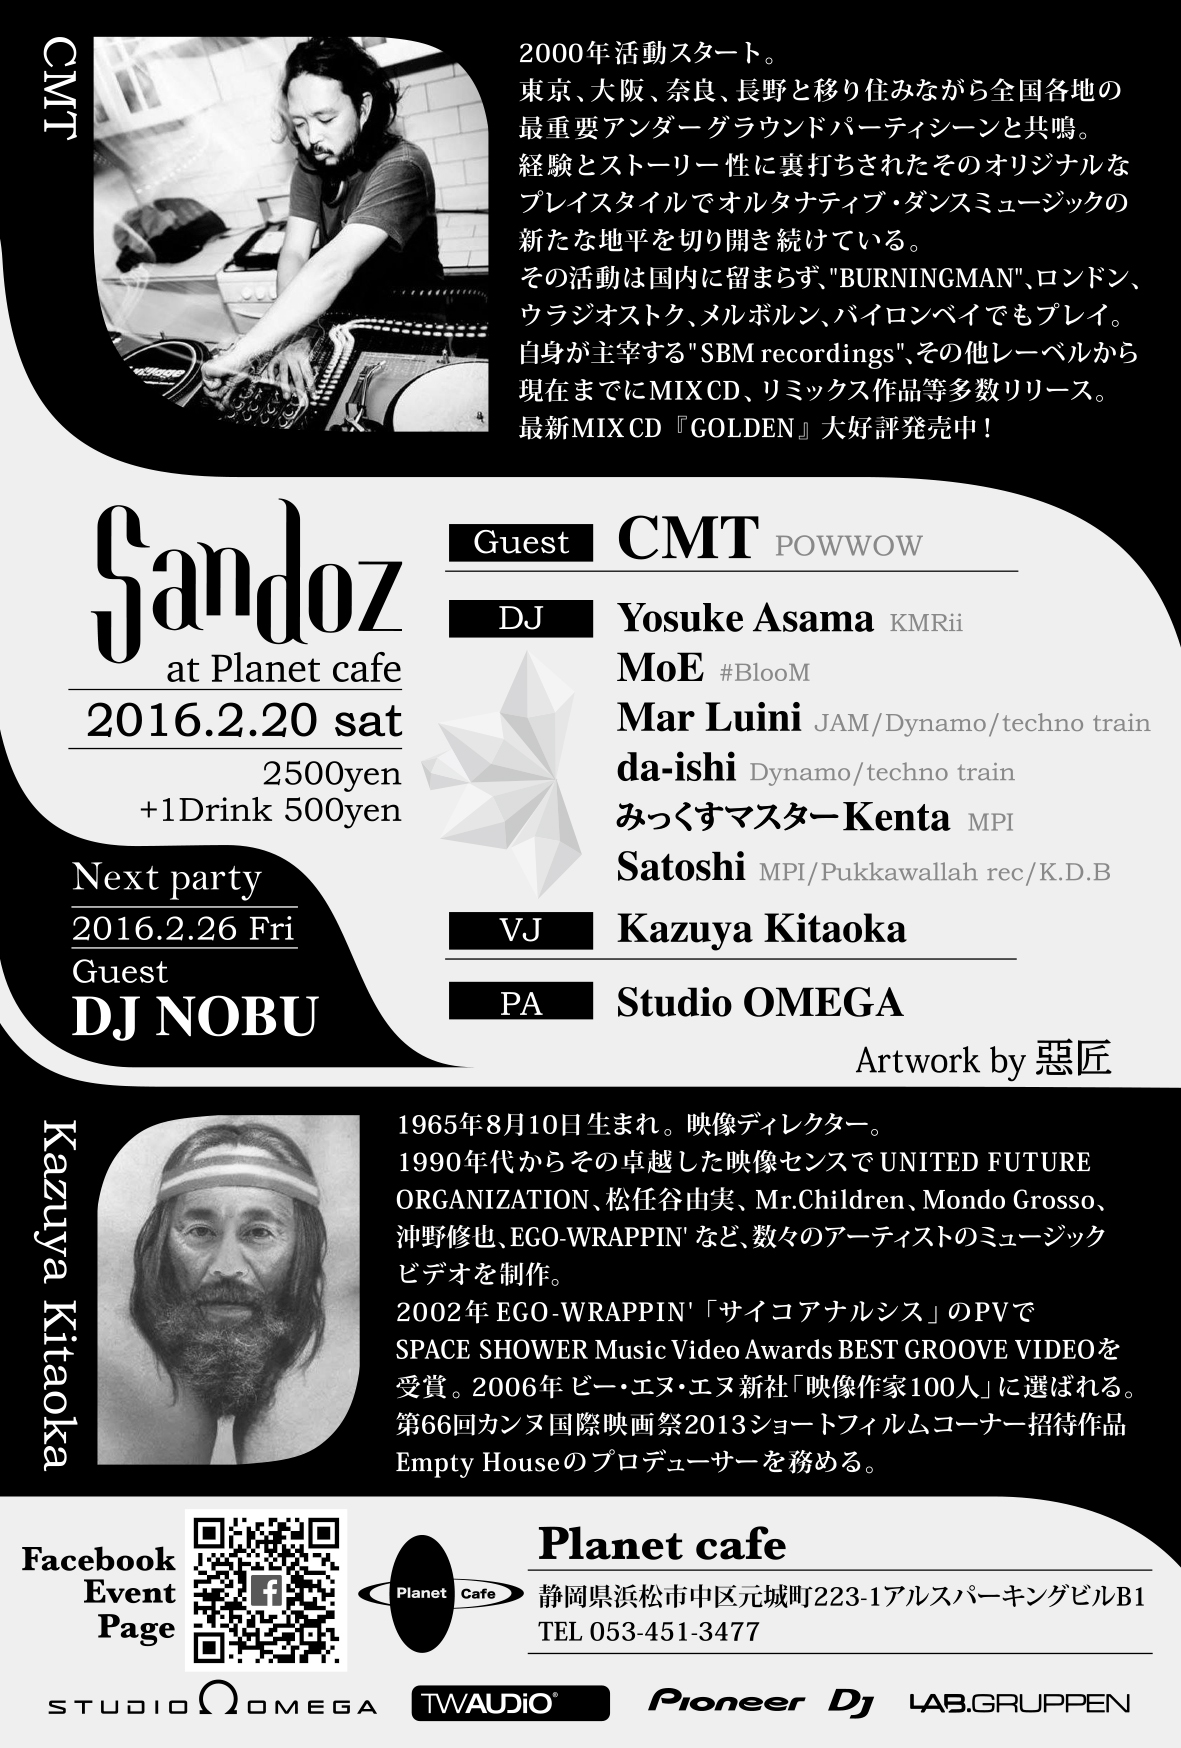 CMT
2000年活動スタート。
東京、大阪、奈良、長野と移り住みながら全国各地の
最重要アンダーグラウンドパーティシーンと共鳴。
経験とストーリー性に裏打ちされたそのオリジナルな
プレイスタイルでオルタナティブ・ダンスミュージックの
新たな地平を切り開き続けている。
その活動は国内に留まらず、"BURNINGMAN"、ロンドン、
ウラジオストク、メルボルン、バイロンベイでもプレイ。
自身が主宰する"SBM recordings"、その他レーベルから
現在までにMIX CD、リミックス作品等多数リリース。
最新MIX CD『GOLDEN』大好評発売中！
Sandoz
at Planet cafe
2016.2.20 sat
2500yen
+1Drink 500yen
Guest CMT POWWOW
DJ Yosuke Asama KMRii
MoE #BlooM
Mar Luini JAM/Dynamo/techno train
da-ishi Dynamo/techno train
みっくすマスターKenta MPI
Satoshi MPI/Pukkawallah rec/K.D.B
VJ Kazuya Kitaoka
PA Studio OMEGA
Artwork by 惡匠
Next party
2016.2.26 Fri
Guest
DJ NOBU
Kazuya Kitaoka
1965年8月10日生まれ。映像ディレクター。
1990年代からその卓越した映像センスでUNITED FUTURE
ORGANIZATION、松任谷由実、Mr.Children、Mondo Grosso、
沖野修也、EGO-WRAPPIN' など、数々のアーティストのミュージック
ビデオを制作。
2002年 EGO-WRAPPIN'「サイコアナルシス」のPVで
SPACE SHOWER Music Video Awards BEST GROOVE VIDEOを
受賞。2006年 ビー・エヌ・エヌ新社「映像作家100人」に選ばれる。
第66回カンヌ国際映画祭2013ショートフィルムコーナー招待作品
Empty Houseのプロデューサーを務める。
Facebook
Event
Page
Planet Cafe
Planet cafe
静岡県浜松市中区元城町223-1アルスパーキングビルB1
TEL 053-451-3477
STUDIO OMEGA
TWAUDiO®
Pioneer DJ
LAB.GRUPPEN